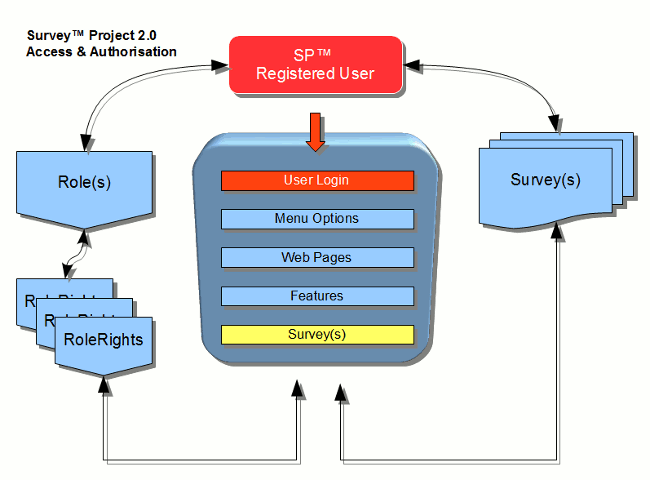 Survey™ Project 2.0
Access & Authorisation
SP™
Registered User
User Login
Menu Options
Web Pages
Features
Survey(s)
Role(s)
RoleRights
Survey(s)